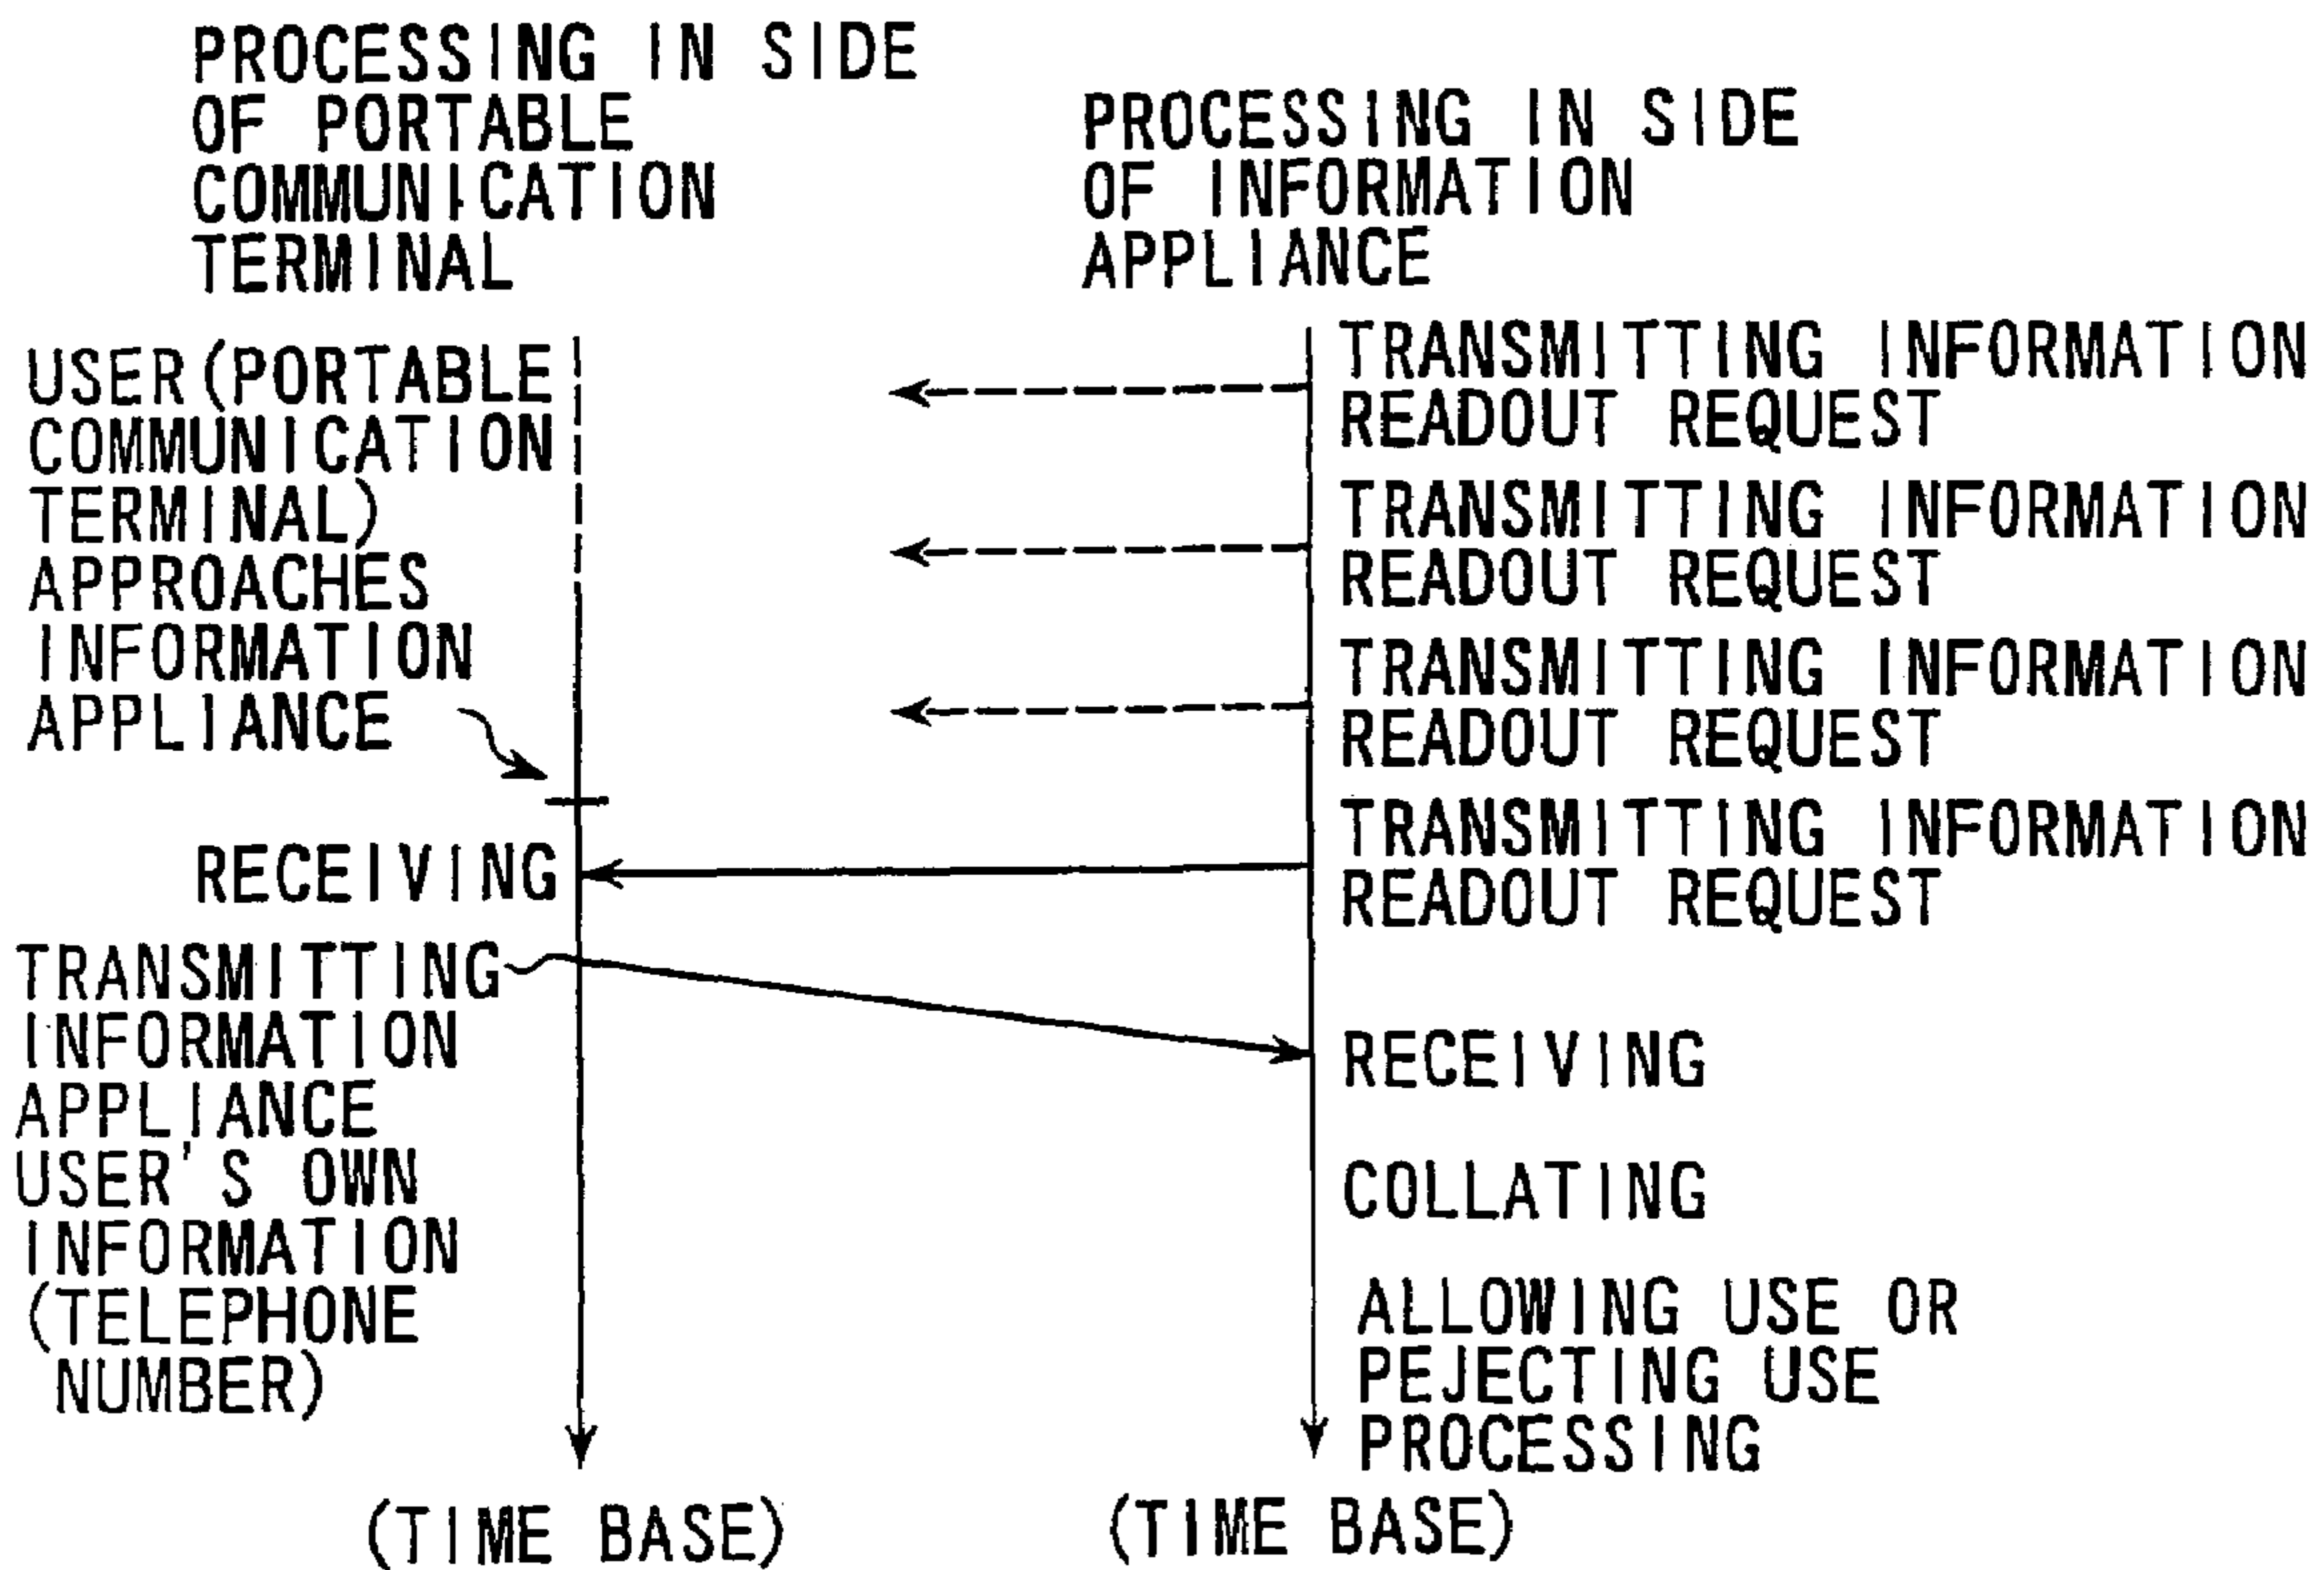 PROCESSING IN SIDE
OF PORTABLE
COMMUNICATION
TERMINAL
PROCESSING IN SIDE
OF INFORMATION
APPLIANCE
USER(PORTABLE
COMMUNICATION
TERMINAL)
APPROACHES
INFORMATION
APPLIANCE
RECEIVING
TRANSMITTING
INFORMATION
APPLIANCE
USER'S OWN
INFORMATION
(TELEPHONE
NUMBER)
(TIME BASE)
TRANSMITTING INFORMATION
READOUT REQUEST
TRANSMITTING INFORMATION
READOUT REQUEST
TRANSMITTING INFORMATION
READOUT REQUEST
TRANSMITTING INFORMATION
READOUT REQUEST
RECEIVING
COLLATING
ALLOWING USE OR
PEJECTING USE
PROCESSING
(TIME BASE)